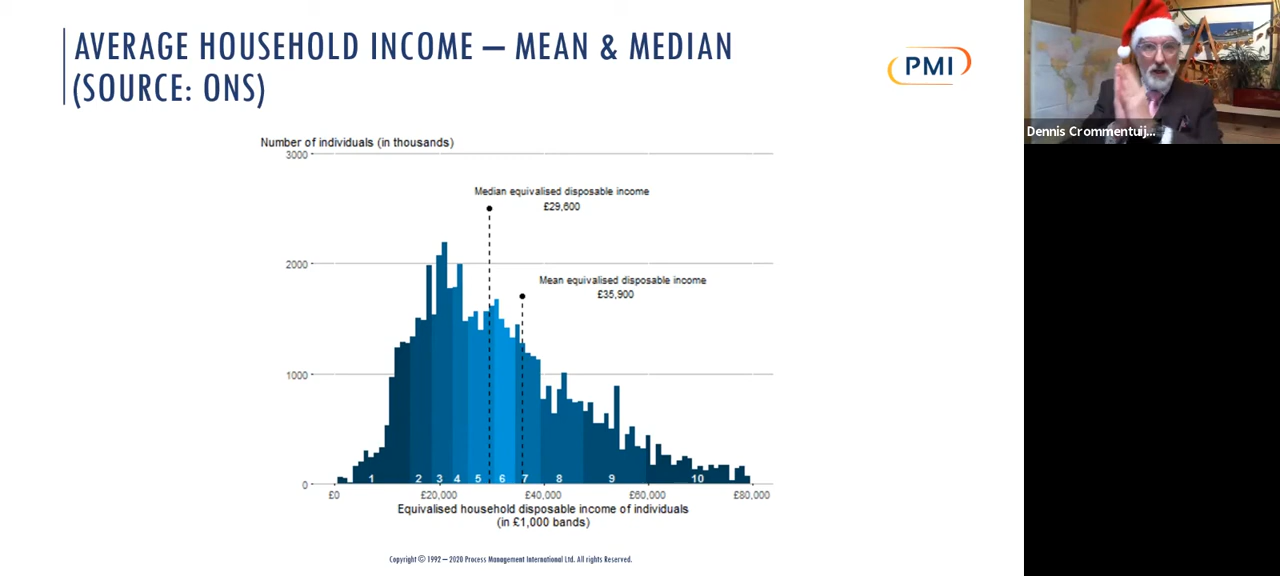 AVERAGE HOUSEHOLD INCOME – MEAN & MEDIAN
(SOURCE: ONS)
PMI
Dennis Crommentuij...
Number of individuals (in thousands)
3000
Median equivalised disposable income
£29,600
2000
Mean equivalised disposable income
£35,900
1000
0
1 2 3 4 5 6 7 8 9 10
£0 £20,000 £40,000 £60,000 £80,000
Equivalised household disposable income of individuals
(in £1,000 bands)
Copyright © 1992 – 2020 Process Management International Ltd. All rights Reserved.